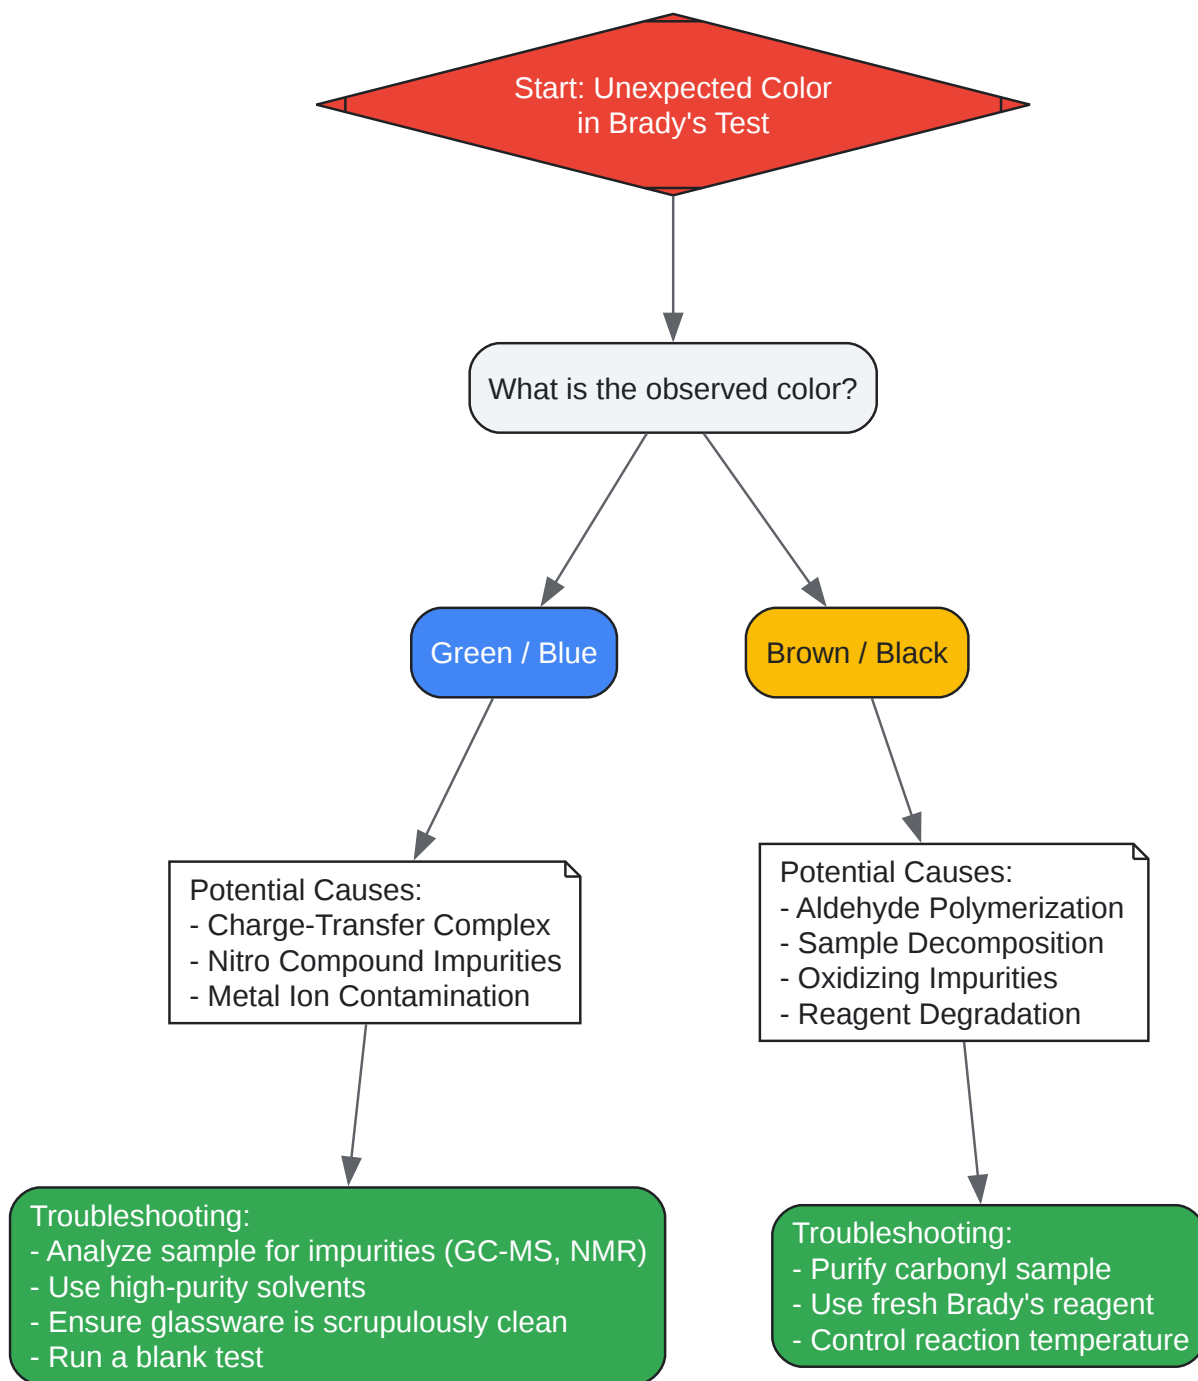 Start: Unexpected Color
in Brady's Test
What is the observed color?
Green / Blue
Brown / Black
Potential Causes:
- Charge-Transfer Complex
- Nitro Compound Impurities
- Metal Ion Contamination
Potential Causes:
- Aldehyde Polymerization
- Sample Decomposition
- Oxidizing Impurities
- Reagent Degradation
Troubleshooting:
- Analyze sample for impurities (GC-MS, NMR)
- Use high-purity solvents
- Ensure glassware is scrupulously clean
- Run a blank test
Troubleshooting:
- Purify carbonyl sample
- Use fresh Brady's reagent
- Control reaction temperature